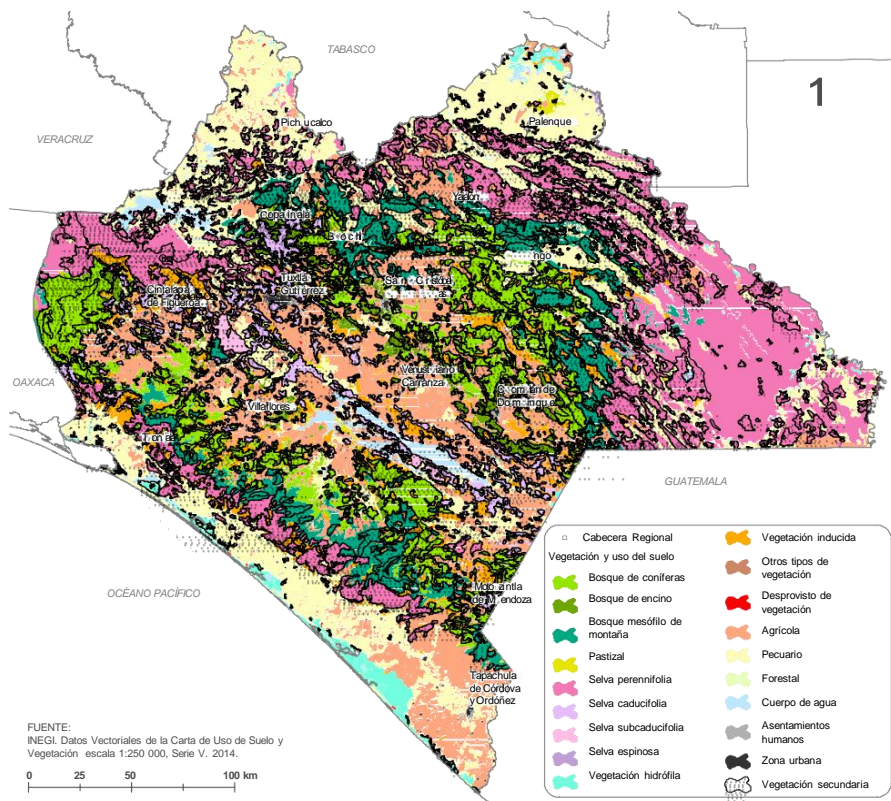 TABASCO
1
Pichucalco
Palenque
VERACRUZ
Yajalón
Copainalá
Bochil
Tuxtla
Gutiérrez
Cintalapa
de Figueroa
OAXACA
Venustiano
Carranza
Comitán de
Domínguez
Villaflores
Tonalá
GUATEMALA
OCÉANO PACÍFICO
Motozintla
de Mendoza
Tapachula
de Córdova
y Ordóñez
Cabecera Regional
Vegetación y uso del suelo
Bosque de coníferas
Bosque de encino
Bosque mesófilo de
montaña
Pastizal
Selva perennifolia
Selva caducifolia
Selva subcaducifolia
Selva espinosa
Vegetación hidrófila
Vegetación inducida
Otros tipos de
vegetación
Desprovisto de
vegetación
Agrícola
Pecuario
Forestal
Cuerpo de agua
Asentamientos
humanos
Zona urbana
Vegetación secundaria
FUENTE:
INEGI. Datos Vectoriales de la Carta de Uso de Suelo y
Vegetación escala 1:250 000, Serie V. 2014.
0 25 50 100 km